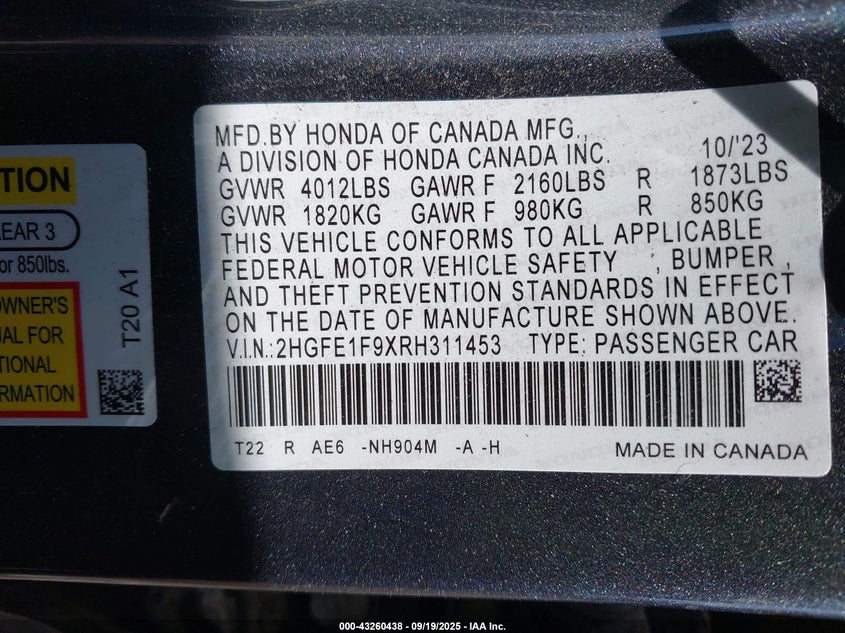 TION
EAR 3
or 850lbs.
OWNER'S
UAL FOR
TIONAL
ORMATION
T20 A1
MFD.BY HONDA OF CANADA MFG.,
A DIVISION OF HONDA CANADA INC. 10/'23
GVWR 4012LBS GAWR F 2160LBS R 1873LBS
GVWR 1820KG GAWR F 980KG R 850KG
THIS VEHICLE CONFORMS TO ALL APPLICABLE
FEDERAL MOTOR VEHICLE SAFETY , BUMPER ,
AND THEFT PREVENTION STANDARDS IN EFFECT
ON THE DATE OF MANUFACTURE SHOWN ABOVE.
V.I.N.:2HGFE1F9XRH311453 TYPE: PASSENGER CAR
T22 R AE6 -NH904M -A -H MADE IN CANADA
000-43260438 - 09/19/2025 - IAA Inc.